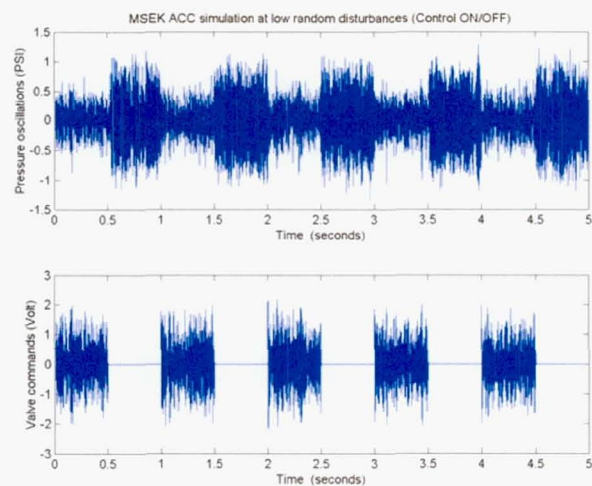 MSEK ACC simulation at low random disturbances (Control ON/OFF)
Pressure oscillations (PSI)
1.5
1
0.5
0
-0.5
-1
-1.5
0 0.5 1 1.5 2 2.5 3 3.5 4 4.5 5
Time (seconds)
Valve commands (Volt)
3
2
1
0
-1
-2
-3
0 0.5 1 1.5 2 2.5 3 3.5 4 4.5 5
Time (seconds)